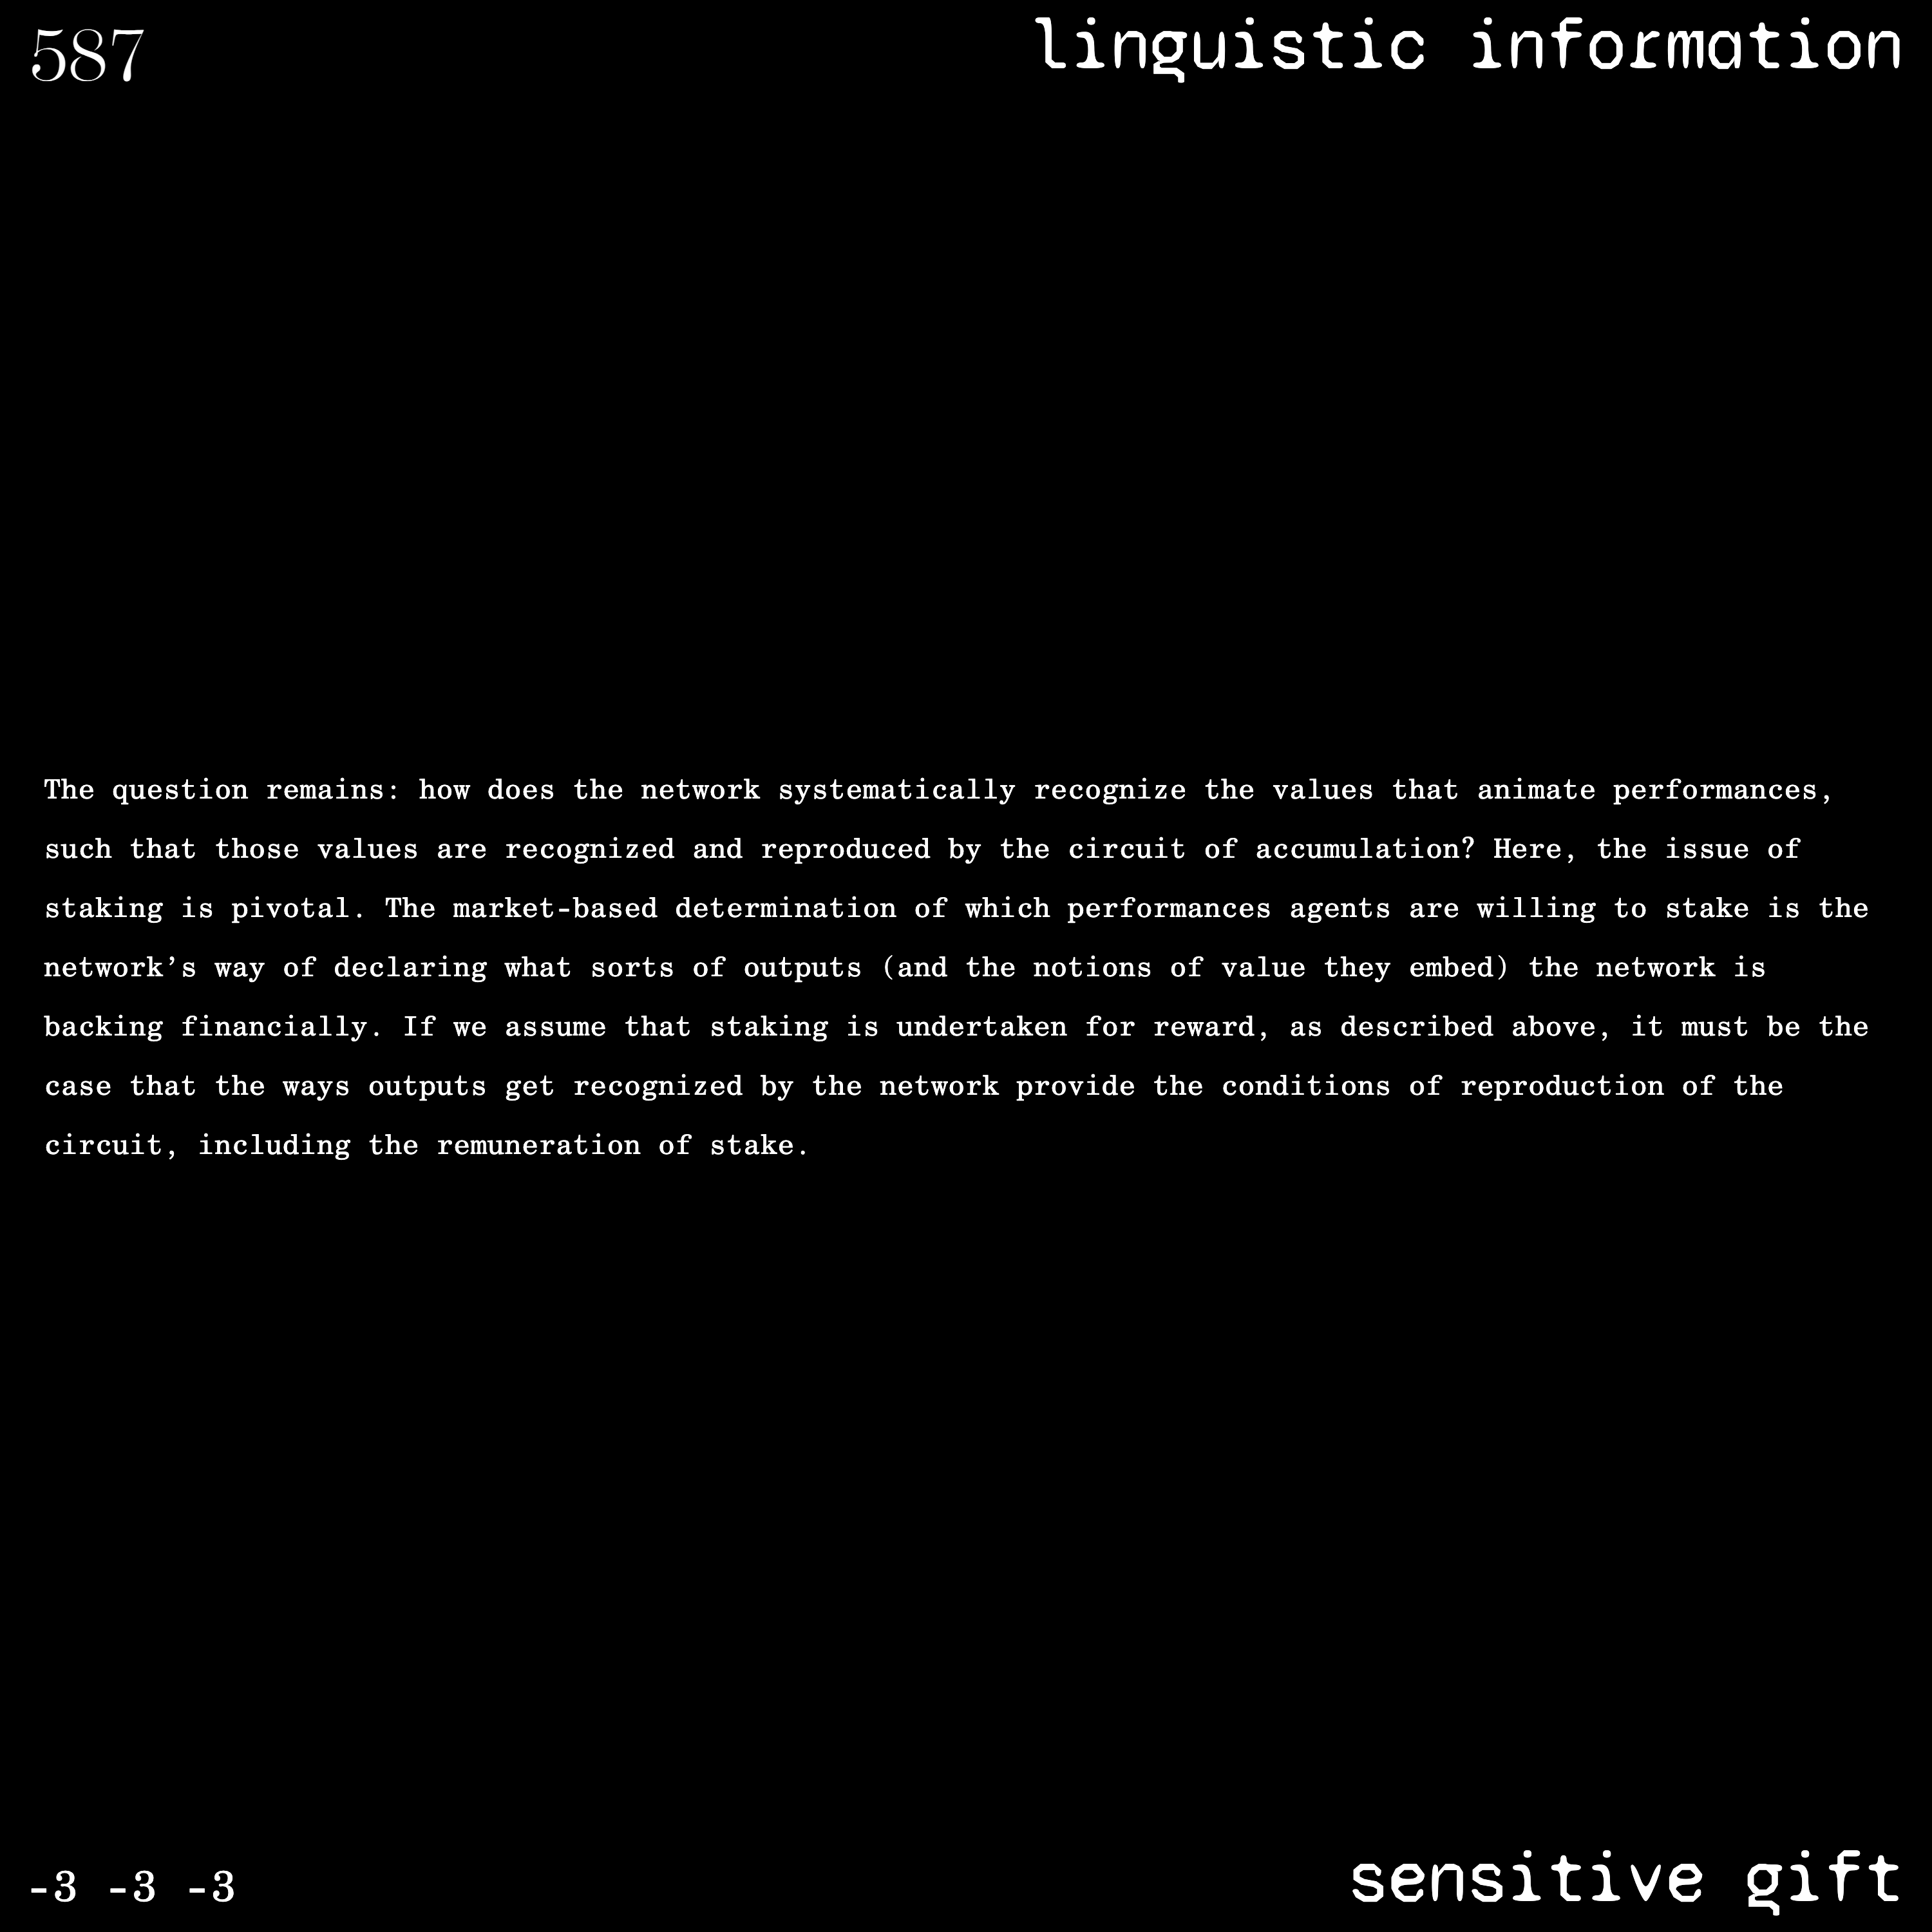 587
linguistic information
The question remains: how does the network systematically recognize the values that animate performances,
such that those values are recognized and reproduced by the circuit of accumulation? Here, the issue of
staking is pivotal. The market-based determination of which performances agents are willing to stake is the
network’s way of declaring what sorts of outputs (and the notions of value they embed) the network is
backing financially. If we assume that staking is undertaken for reward, as described above, it must be the
case that the ways outputs get recognized by the network provide the conditions of reproduction of the
circuit, including the remuneration of stake.
-3 -3 -3
sensitive gift